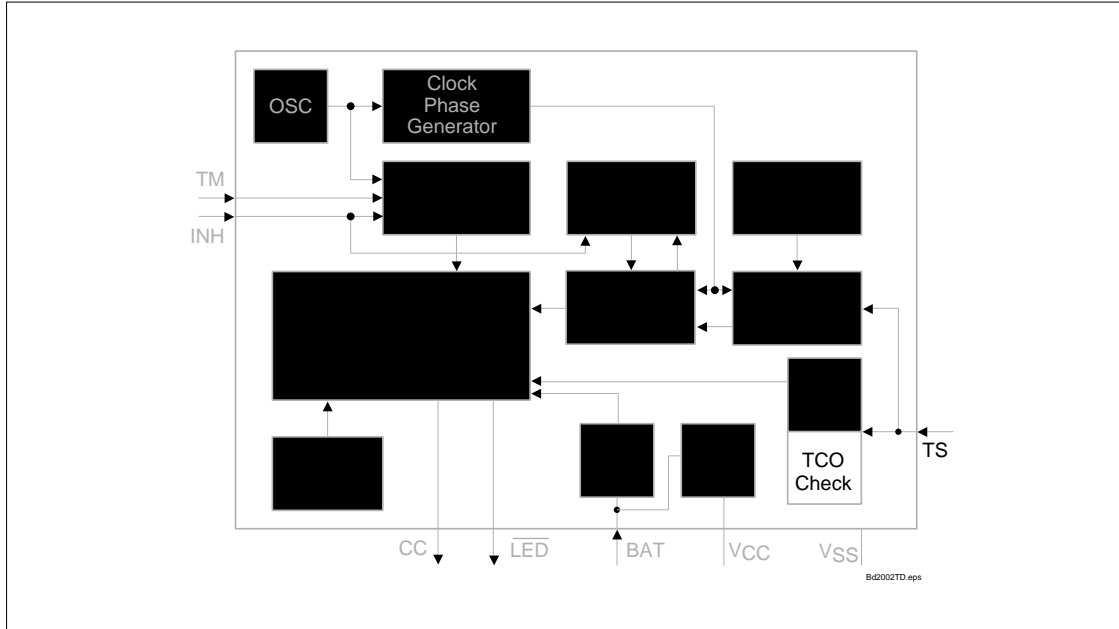 OSC
Clock
Phase
Generator
TM
INH
TCO
Check
TS
CC
LED
BAT
VCC
VSS
Bd2002TD.eps